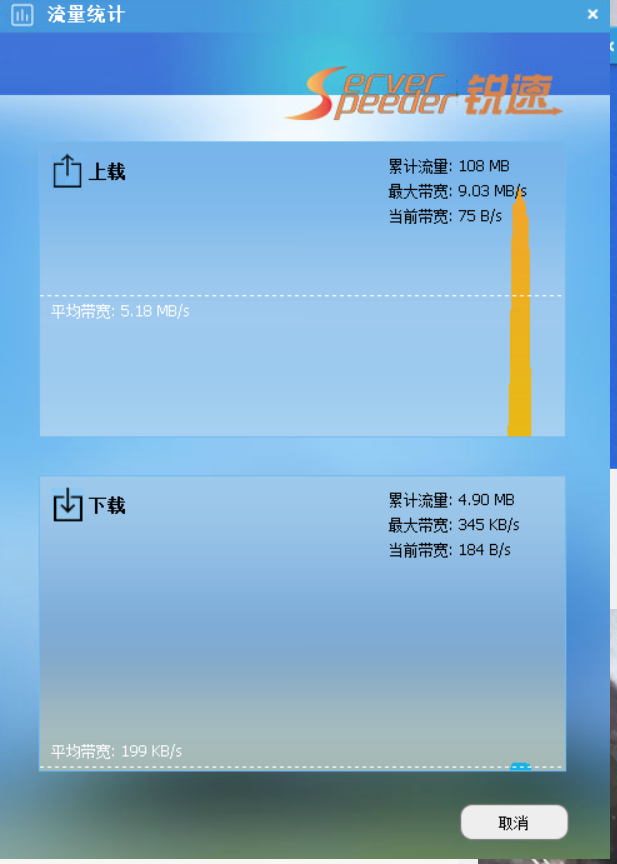 流量统计
Server Speeder 锐速
上载
累计流量: 108 MB
最大带宽: 9.03 MB/s
当前带宽: 75 B/s
平均带宽: 5.18 MB/s
下载
累计流量: 4.90 MB
最大带宽: 345 KB/s
当前带宽: 184 B/s
平均带宽: 199 KB/s
取消